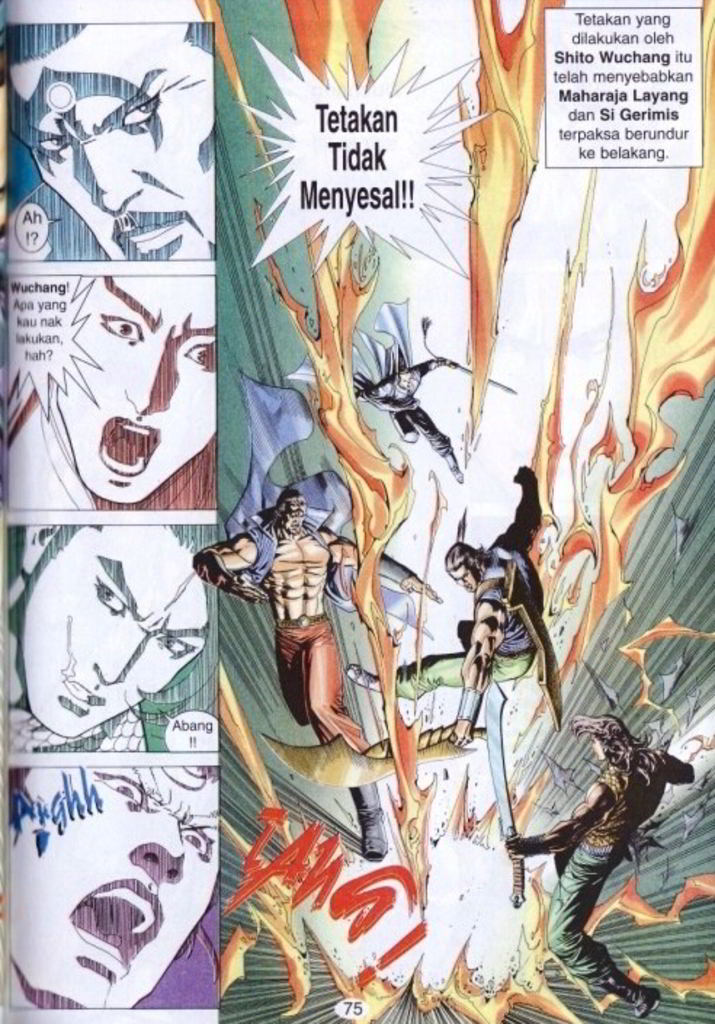 Ah
!?
Wuchang!
Apa yang
kau nak
lakukan,
hah?
Abang
!!
Arghh
Tetakan
Tidak
Menyesal!!
Tetakan yang
dilakukan oleh
Shito Wuchang itu
telah menyebabkan
Maharaja Layang
dan Si Gerimis
terpaksa berundur
ke belakang.
ZANG!
75